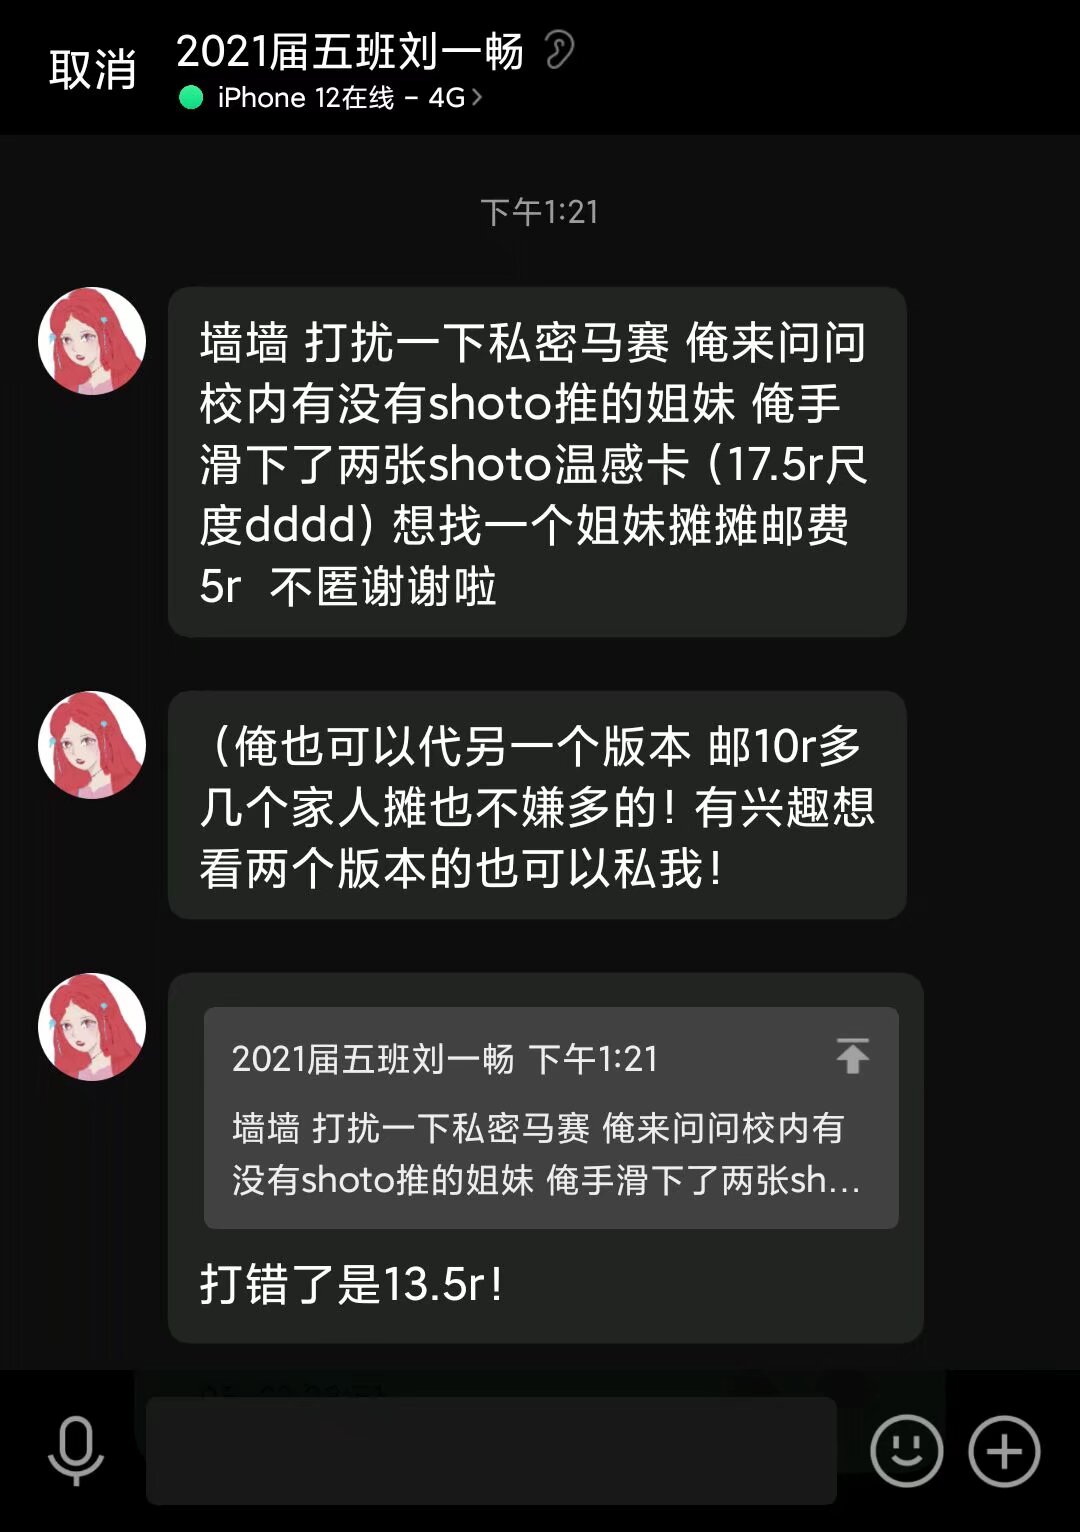 取消
2021届五班刘一畅
iPhone 12在线 - 4G
下午1:21
墙墙 打扰一下私密马赛 俺来问问
校内有没有shoto推的姐妹 俺手
滑下了两张shoto温感卡（17.5r尺
度dddd）想找一个姐妹摊摊邮费
5r 不匿谢谢啦
（俺也可以代另一个版本 邮10r多
几个家人摊也不嫌多的！有兴趣想
看两个版本的也可以私我！
2021届五班刘一畅 下午1:21
墙墙 打扰一下私密马赛 俺来问问校内有
没有shoto推的姐妹 俺手滑下了两张sh...
打错了是13.5r！